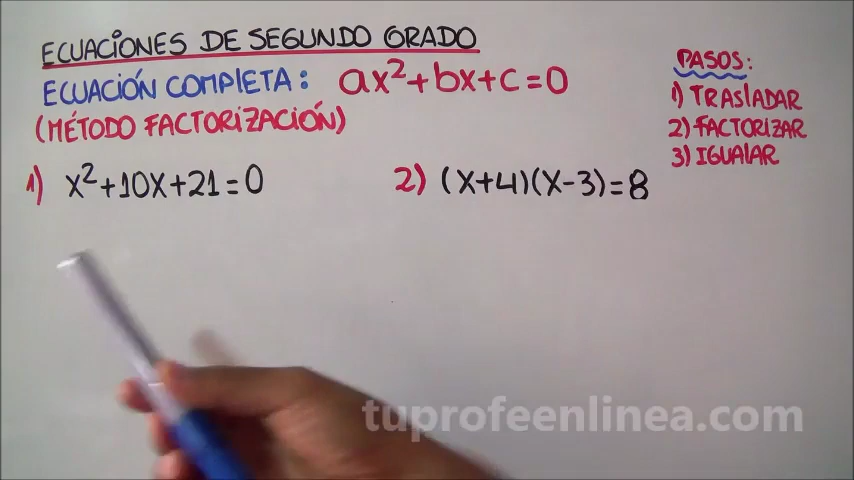 ECUACIONES DE SEGUNDO GRADO
ECUACIÓN COMPLETA: ax²+bx+c=0
(MÉTODO FACTORIZACIÓN)
PASOS:
1) TRASLADAR
2) FACTORIZAR
3) IGUALAR
1) x²+10x+21=0
2) (x+4)(x-3)=8
tuprofeenlinea.com